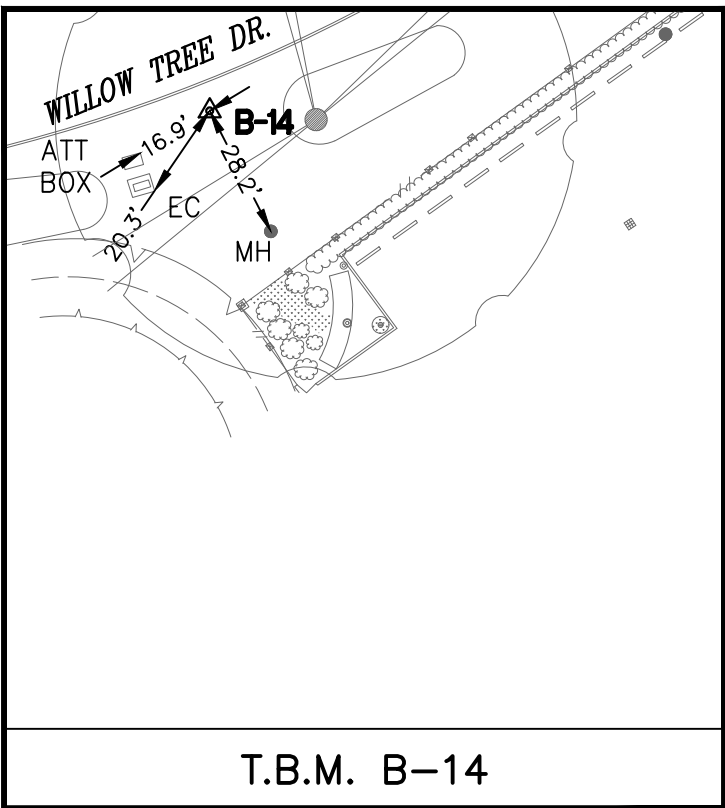 WILLOW TREE DR.
B-14
ATT
BOX
16.9'
28.2'
20.3'
EC
MH
T.B.M. B-14